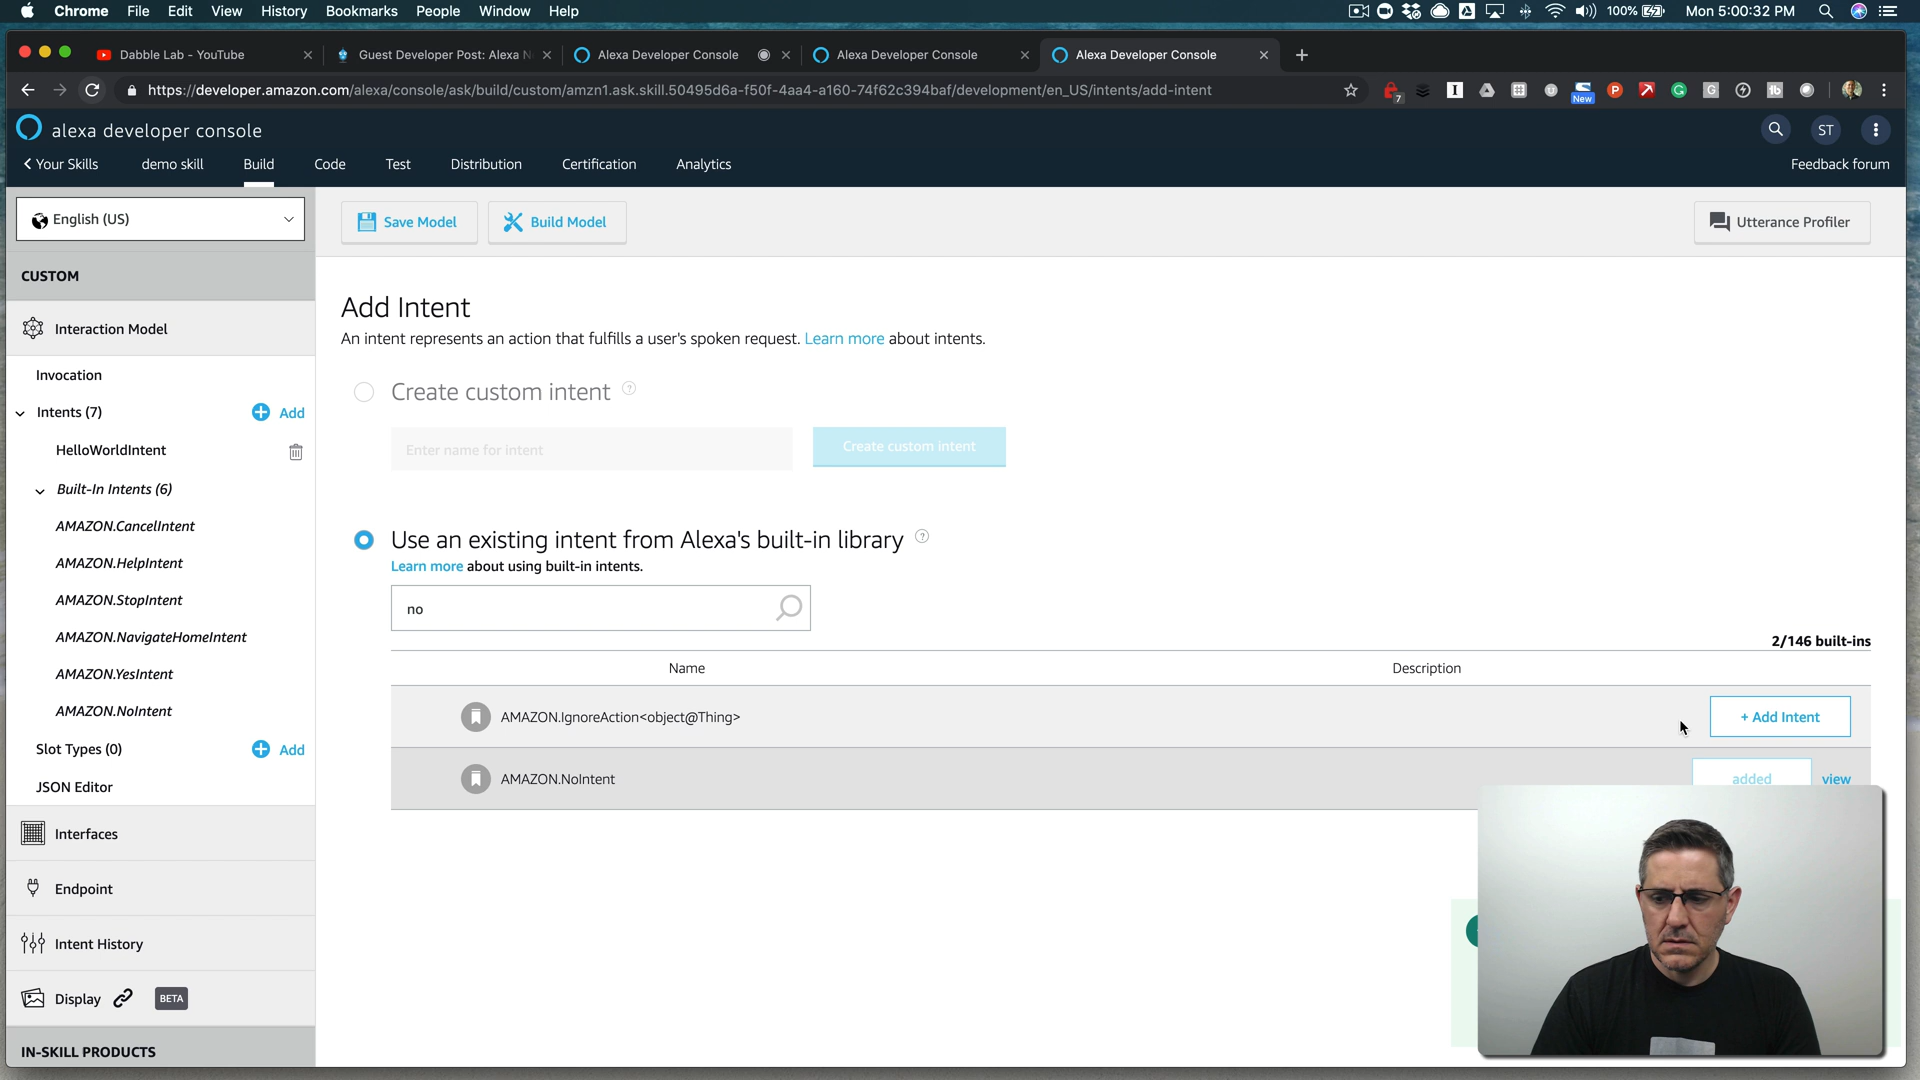 Chrome File Edit View History Bookmarks People Window Help 100% Mon 5:00:32 PM
Dabble Lab - YouTube Guest Developer Post: Alexa N Alexa Developer Console Alexa Developer Console Alexa Developer Console
https://developer.amazon.com/alexa/console/ask/build/custom/amzn1.ask.skill.50495d6a-f50f-4aa4-a160-74f62c394baf/development/en_US/intents/add-intent 7 New
alexa developer console ST
Your Skills demo skill Build Code Test Distribution Certification Analytics Feedback forum
English (US) Save Model Build Model Utterance Profiler
CUSTOM
Interaction Model
Invocation
Intents (7) Add
HelloWorldIntent
Built-In Intents (6)
AMAZON.CancelIntent
AMAZON.HelpIntent
AMAZON.StopIntent
AMAZON.NavigateHomeIntent
AMAZON.YesIntent
AMAZON.NoIntent
Slot Types (0) Add
JSON Editor
Interfaces
Endpoint
Intent History
Display BETA
IN-SKILL PRODUCTS
Add Intent
An intent represents an action that fulfills a user's spoken request. Learn more about intents.
Create custom intent ?
Enter name for intent Create custom intent
Use an existing intent from Alexa's built-in library ?
Learn more about using built-in intents.
no
2/146 built-ins
Name Description
AMAZON.IgnoreAction<object@Thing> + Add Intent
AMAZON.NoIntent added view